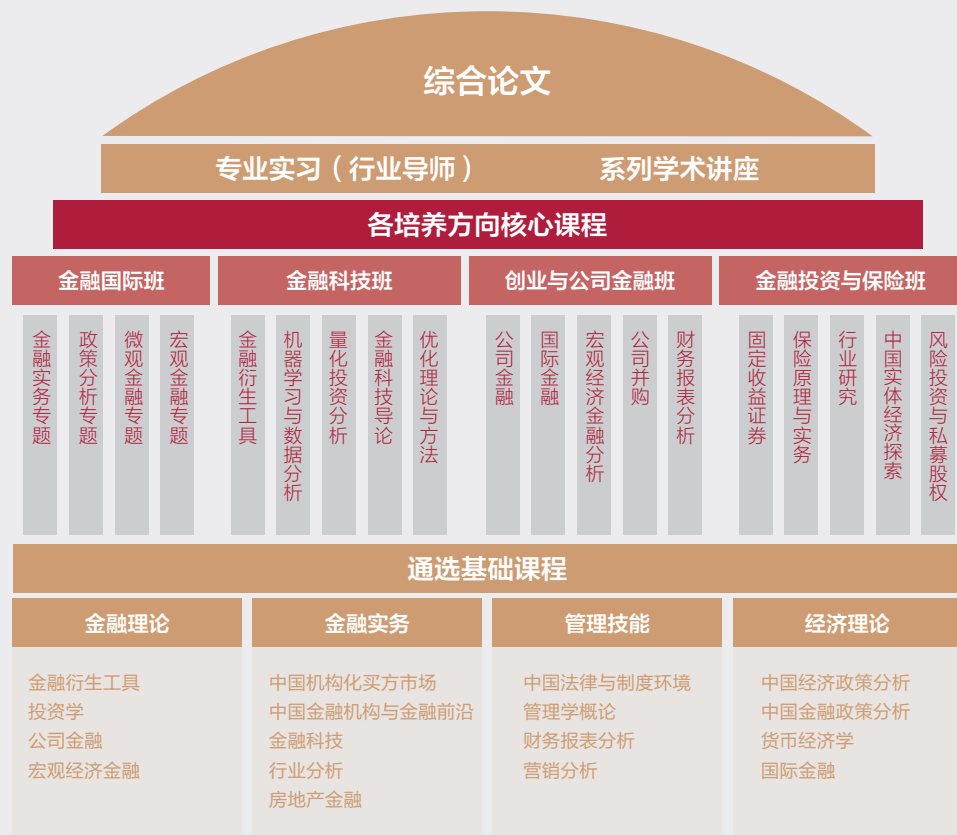 综合论文
专业实习（行业导师） 系列学术讲座
各培养方向核心课程
金融国际班 金融科技班 创业与公司金融班 金融投资与保险班
金融实务专题
政策分析专题
微观金融专题
宏观金融专题
金融衍生工具
机器学习与数据分析
量化投资分析
金融科技导论
优化理论与方法
公司金融
国际金融
宏观经济金融分析
公司并购
财务报表分析
固定收益证券
保险原理与实务
行业研究
中国实体经济探索
风险投资与私募股权
通选基础课程
金融理论
金融衍生工具
投资学
公司金融
宏观经济金融
金融实务
中国机构化买方市场
中国金融机构与金融前沿
金融科技
行业分析
房地产金融
管理技能
中国法律与制度环境
管理学概论
财务报表分析
营销分析
经济理论
中国经济政策分析
中国金融政策分析
货币经济学
国际金融